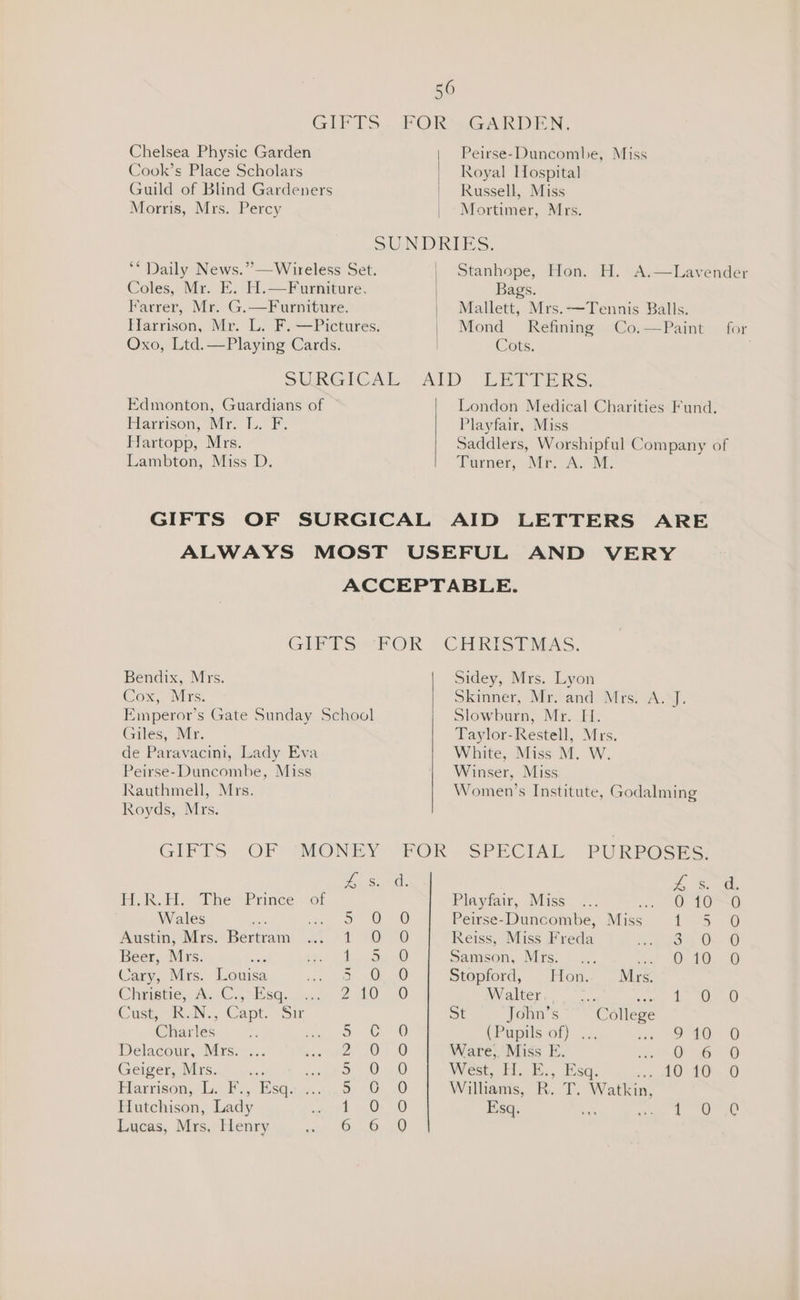 56
GIFTS FOR GARDEN.
Chelsea Physic Garden
Cook's Place Scholars
Guild of Blind Gardeners
Morris, Mrs. Percy
Peirse-Duncombe, Miss
Royal Hospital
Russell, Miss
Mortimer, Mrs.
SUNDRIES.
“Daily News.”—Wireless Set.
Coles, Mr. E. H.—Furniture.
Farrer, Mr. G.—Furniture.
Harrison, Mr. L. F.—Pictures.
Oxo, Ltd.—Playing Cards.
Stanhope, Hon. H. A.—Lavender
Bags.
Mallett, Mrs.—Tennis Balls.
Mond Refining Co.—Paint for
Cots.
SURGICAL AID LETTERS.
Edmonton, Guardians of
Harrison, Mr. L. F.
Hartopp, Mrs.
Lambton, Miss D.
London Medical Charities Fund.
Playfair, Miss
Saddlers, Worshipful Company of
Turner, Mr. A. M.
GIFTS OF SURGICAL AID LETTERS ARE
ALWAYS MOST USEFUL AND VERY
ACCEPTABLE.
GIFTS FOR CHRISTMAS.
Bendix, Mrs.
Cox, Mrs.
Emperor's Gate Sunday School
Giles, Mr.
de Paravacini, Lady Eva
Peirse-Duncombe, Miss
Rauthmell, Mrs.
Royds, Mrs.
Sidey, Mrs. Lyon
Skinner, Mr. and Mrs. A. J.
Slowburn, Mr. H.
Taylor-Restell, Mrs.
White, Miss M. W.
Winser, Miss
Women's Institute, Godalming
GIFTS OF MONEY FOR SPECIAL PURPOSES.
£ s. d.
H.R.H. The Prince of
Wales ... ... 5 0 0
Austin, Mrs. Bertram ... 1 0 0
Beer, Mrs. ... ... 1 5 0
Cary, Mrs. Louisa ... 5 0 0
Christie, A. C., Esq. ... 2 10 0
Cust, R.N., Capt. Sir
Charles ... ... 5 0 0
Delacour, Mrs. ... ... 2 0 0
Geiger, Mrs. ... ... 5 0 0
Harrison, L. F., Esq. ... 5 0 0
Hutchison, Lady ... 1 0 0
Lucas, Mrs. Henry ... 6 6 0
£ s. d.
Playfair, Miss ... ... 0 10 0
Peirse-Duncombe, Miss 1 5 0
Reiss, Miss Freda ... 3 0 0
Samson, Mrs. ... ... 0 10 0
Stopford, Hon. Mrs.
Walter ... ... 1 0 0
St John's College
(Pupils of) ... ... 9 10 0
Ware, Miss E. ... 0 6 0
West, H. E., Esq. ... 10 10 0
Williams, R. T. Watkin,
Esq. ... ... 1 0 0